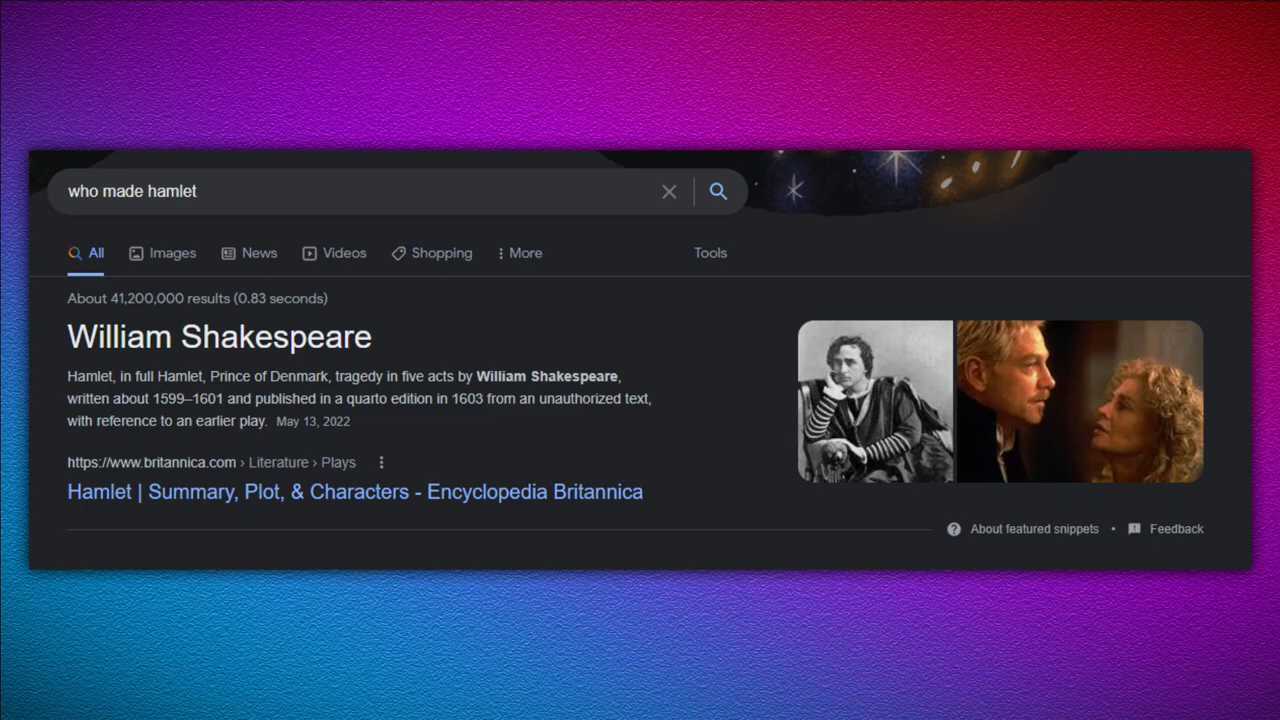 who made hamlet
All Images News Videos Shopping More Tools
About 41,200,000 results (0.83 seconds)
William Shakespeare
Hamlet, in full Hamlet, Prince of Denmark, tragedy in five acts by William Shakespeare,
written about 1599–1601 and published in a quarto edition in 1603 from an unauthorized text,
with reference to an earlier play. May 13, 2022
https://www.britannica.com › Literature › Plays
Hamlet | Summary, Plot, & Characters - Encyclopedia Britannica
About featured snippets • Feedback